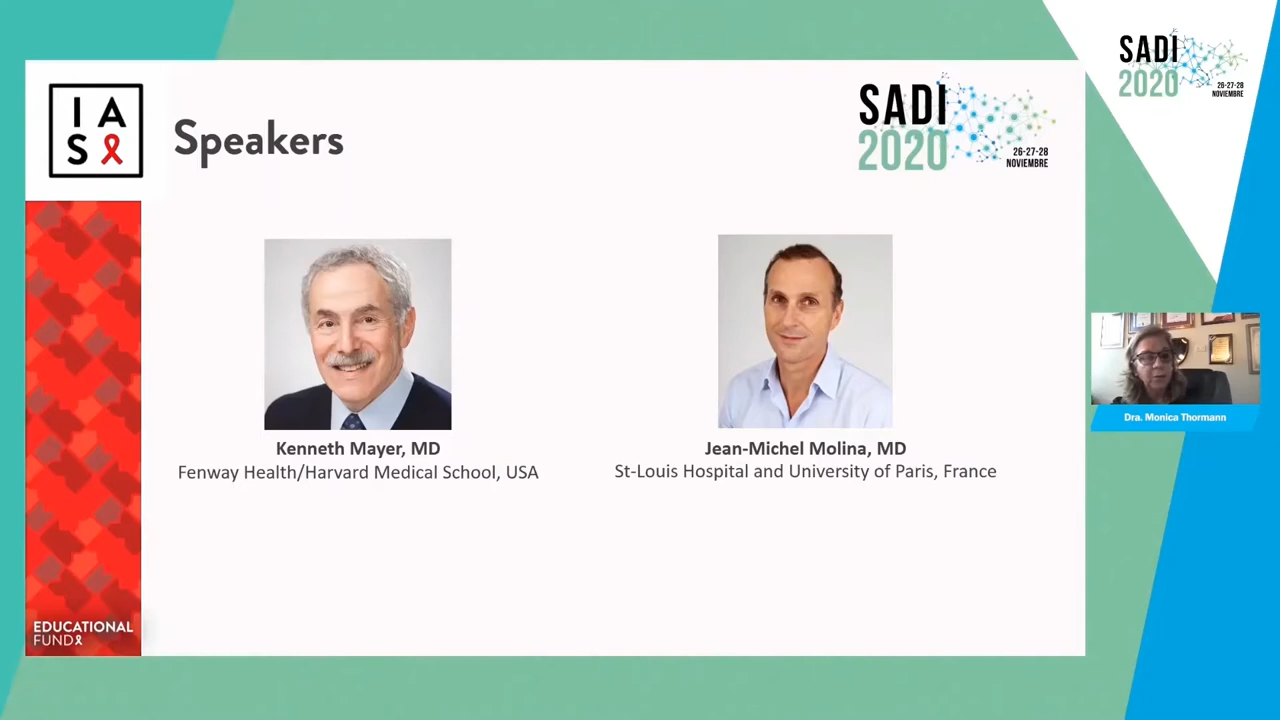 IAS
Speakers
SADI
2020
26-27-28
NOVIEMBRE
Kenneth Mayer, MD
Fenway Health/Harvard Medical School, USA
Jean-Michel Molina, MD
St-Louis Hospital and University of Paris, France
EDUCATIONAL
FUND
SADI
2020
26-27-28
NOVIEMBRE
Dra. Monica Thormann